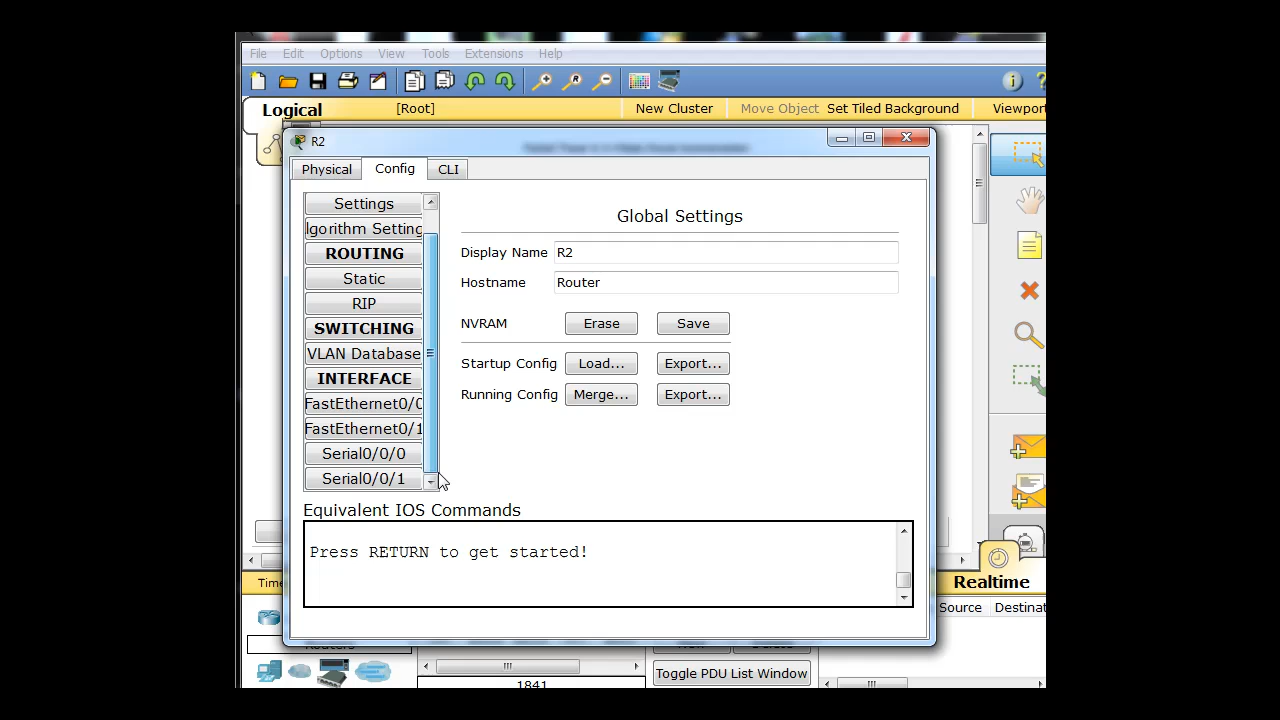 File Edit Options View Tools Extensions Help
Logical [Root] New Cluster Move Object Set Tiled Background Viewport
R2
Physical Config CLI
Settings
lgorithm Setting
ROUTING
Static
RIP
SWITCHING
VLAN Database
INTERFACE
FastEthernet0/0
FastEthernet0/1
Serial0/0/0
Serial0/0/1
Global Settings
Display Name R2
Hostname Router
NVRAM Erase Save
Startup Config Load... Export...
Running Config Merge... Export...
Equivalent IOS Commands
Press RETURN to get started!
Time Realtime
Source Destinat
Routers
Toggle PDU List Window
1841